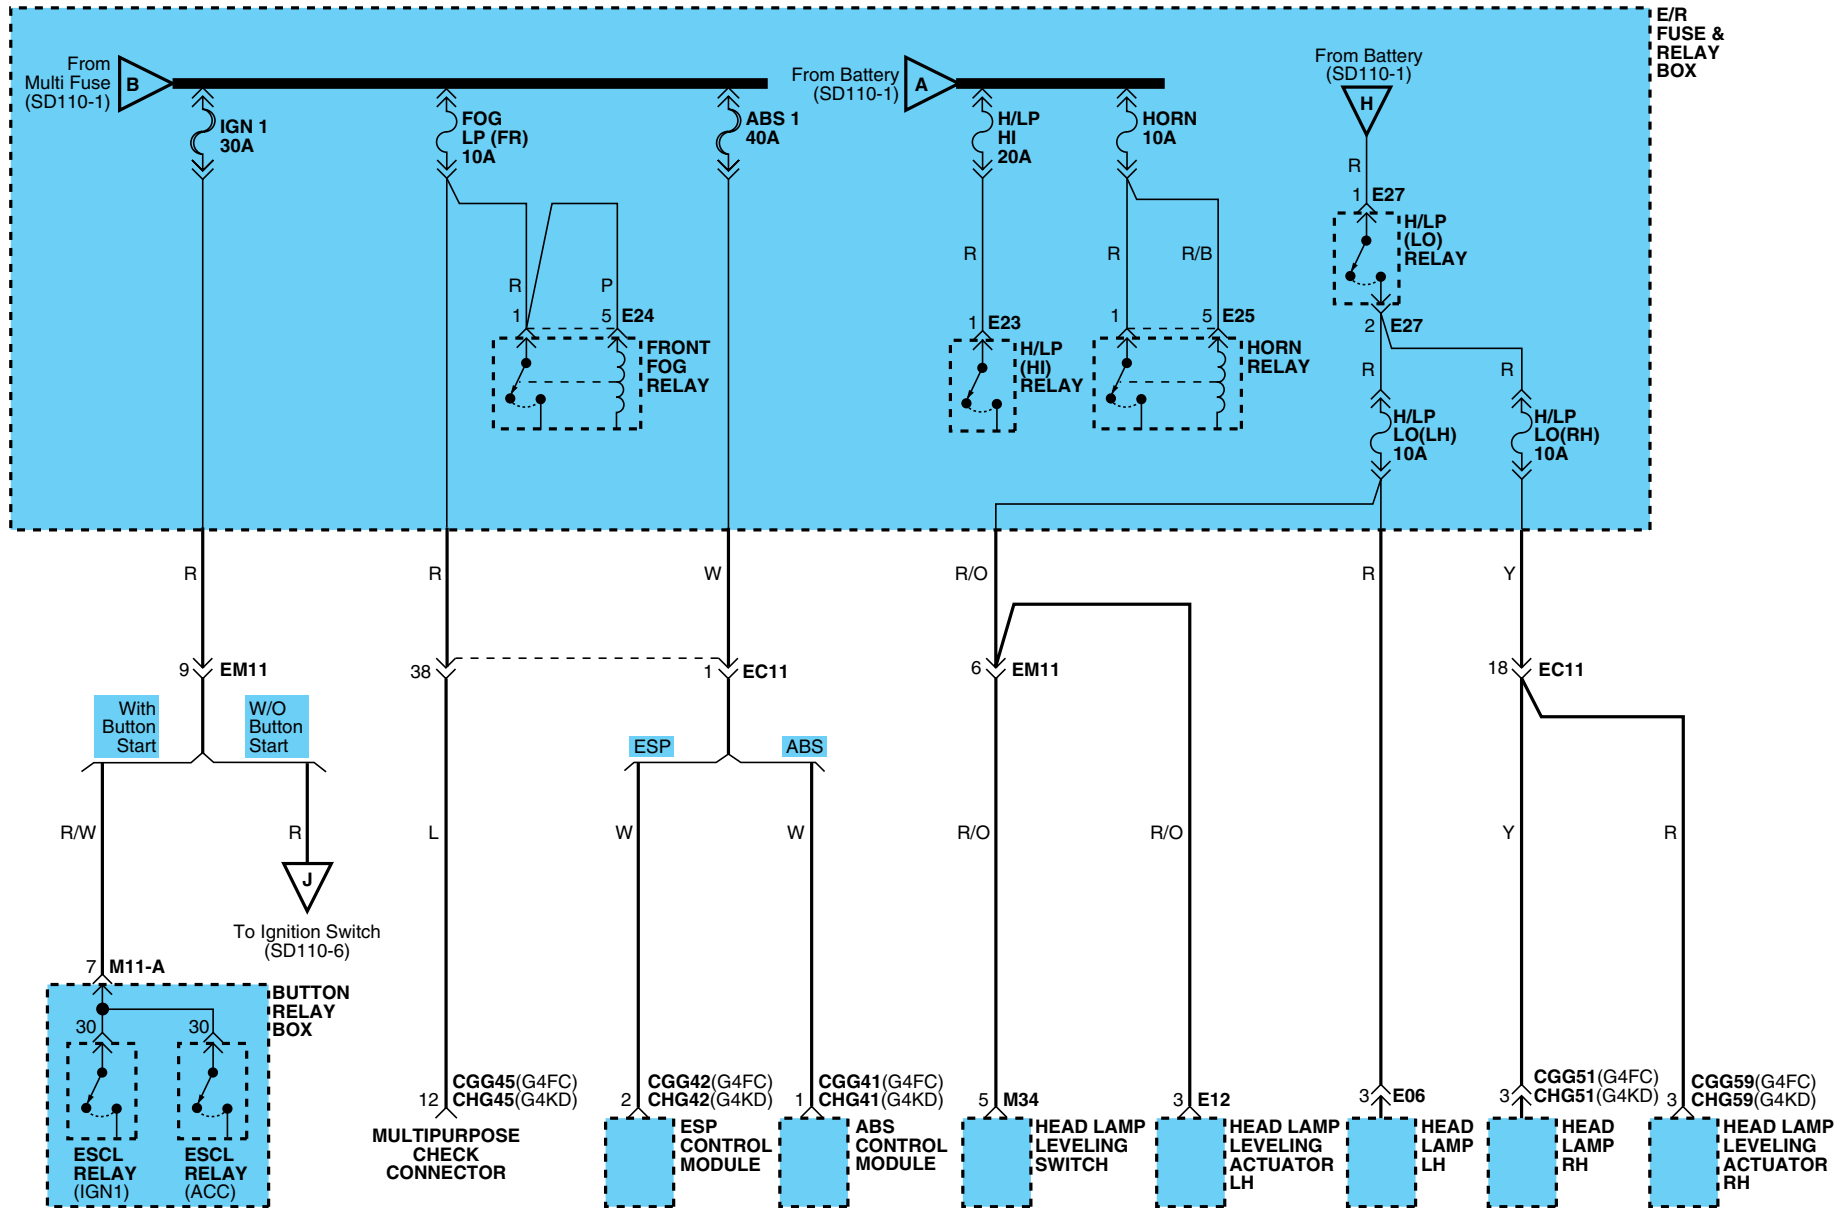 E/R
FUSE &
RELAY
BOX
From
Multi Fuse
(SD110-1)
B
From Battery
(SD110-1)
A
From Battery
(SD110-1)
H
IGN 1
30A
FOG
LP (FR)
10A
ABS 1
40A
H/LP
HI
20A
HORN
10A
R
1 E27
H/LP
(LO)
RELAY
R
P
R
R
R/B
1
5 E24
1 E23
1
5 E25
2 E27
FRONT
FOG
RELAY
H/LP
(HI)
RELAY
HORN
RELAY
R
R
H/LP
LO(LH)
10A
H/LP
LO(RH)
10A
R
R
W
R/O
R
Y
9 EM11
38
1 EC11
6 EM11
18 EC11
With
Button
Start
W/O
Button
Start
ESP
ABS
R/W
R
L
W
W
R/O
R/O
Y
R
J
To Ignition Switch
(SD110-6)
7 M11-A
BUTTON
RELAY
BOX
30
30
ESCL
RELAY
(IGN1)
ESCL
RELAY
(ACC)
12 CGG45(G4FC)
CHG45(G4KD)
MULTIPURPOSE
CHECK
CONNECTOR
2 CGG42(G4FC)
CHG42(G4KD)
ESP
CONTROL
MODULE
1 CGG41(G4FC)
CHG41(G4KD)
ABS
CONTROL
MODULE
5 M34
HEAD LAMP
LEVELING
SWITCH
3 E12
HEAD LAMP
LEVELING
ACTUATOR
LH
3 E06
HEAD
LAMP
LH
3 CGG51(G4FC)
CHG51(G4KD)
HEAD
LAMP
RH
3 CGG59(G4FC)
CHG59(G4KD)
HEAD LAMP
LEVELING
ACTUATOR
RH